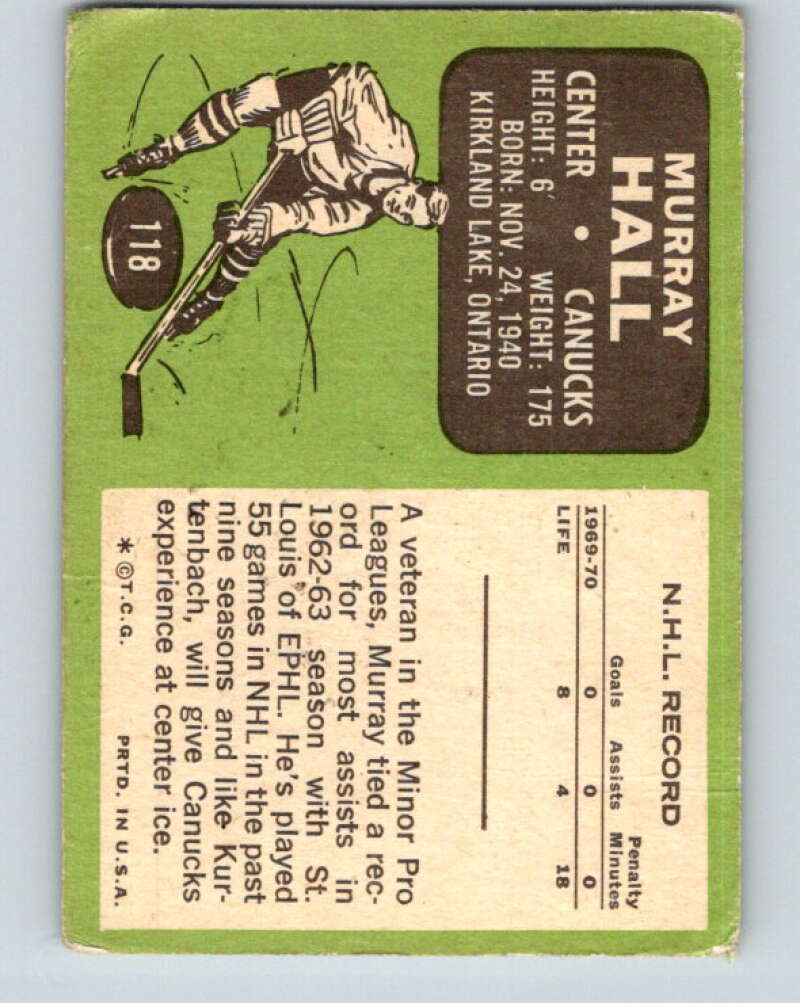 MURRAY
HALL
CENTER • CANUCKS
HEIGHT: 6′ WEIGHT: 175
BORN: NOV. 24, 1940
KIRKLAND LAKE, ONTARIO
118
N.H.L. RECORD
Goals Assists Penalty Minutes
1969-70 0 0 0
LIFE 8 4 18
A veteran in the Minor Pro
Leagues, Murray tied a rec-
ord for most assists in
1962-63 season with St.
Louis of EPHL. He's played
55 games in NHL in the past
nine seasons and like Kur-
tenbach, will give Canucks
experience at center ice.
* © T.C.G. PRTD. IN U.S.A.